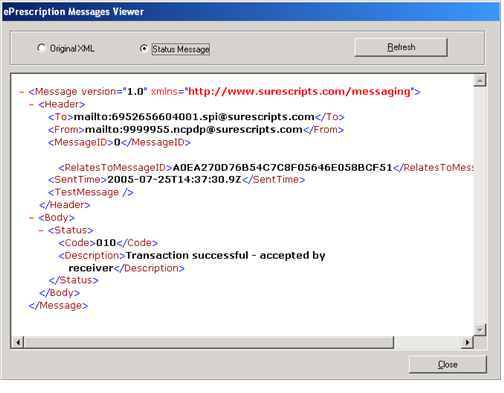 ePrescription Messages Viewer
Original XML
Status Message
Refresh
- <Message version="1.0" xmlns="http://www.surescripts.com/messaging">
- <Header>
<To>mailto:6952656604001.spi@surescripts.com</To>
<From>mailto:9999955.ncpdp@surescripts.com</From>
<MessageID>0</MessageID>
<RelatesToMessageID>A0EA270D76B54C7C8F05646E058BCF51</RelatesToMess
<SentTime>2005-07-25T14:37:30.9Z</SentTime>
<TestMessage />
</Header>
- <Body>
- <Status>
<Code>010</Code>
<Description>Transaction successful - accepted by
receiver</Description>
</Status>
</Body>
</Message>
Close